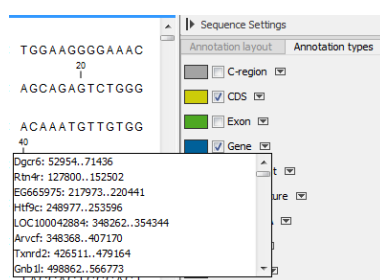 Sequence Settings
Annotation layout Annotation types
TGGAAGGGGAAAC
20
AGCAGAGTCTGGG
ACAAATGTTGTGG
40
C-region
CDS
Exon
Gene
Dgcr6: 52954..71436
Rtn4r: 127800..152502
EG665975: 217973..220441
Htf9c: 248977..253596
LOC100042884: 348262..354344
Arvcf: 348368..407170
Txnrd2: 426511..479164
Gnb1l: 498862..566773
t
ure